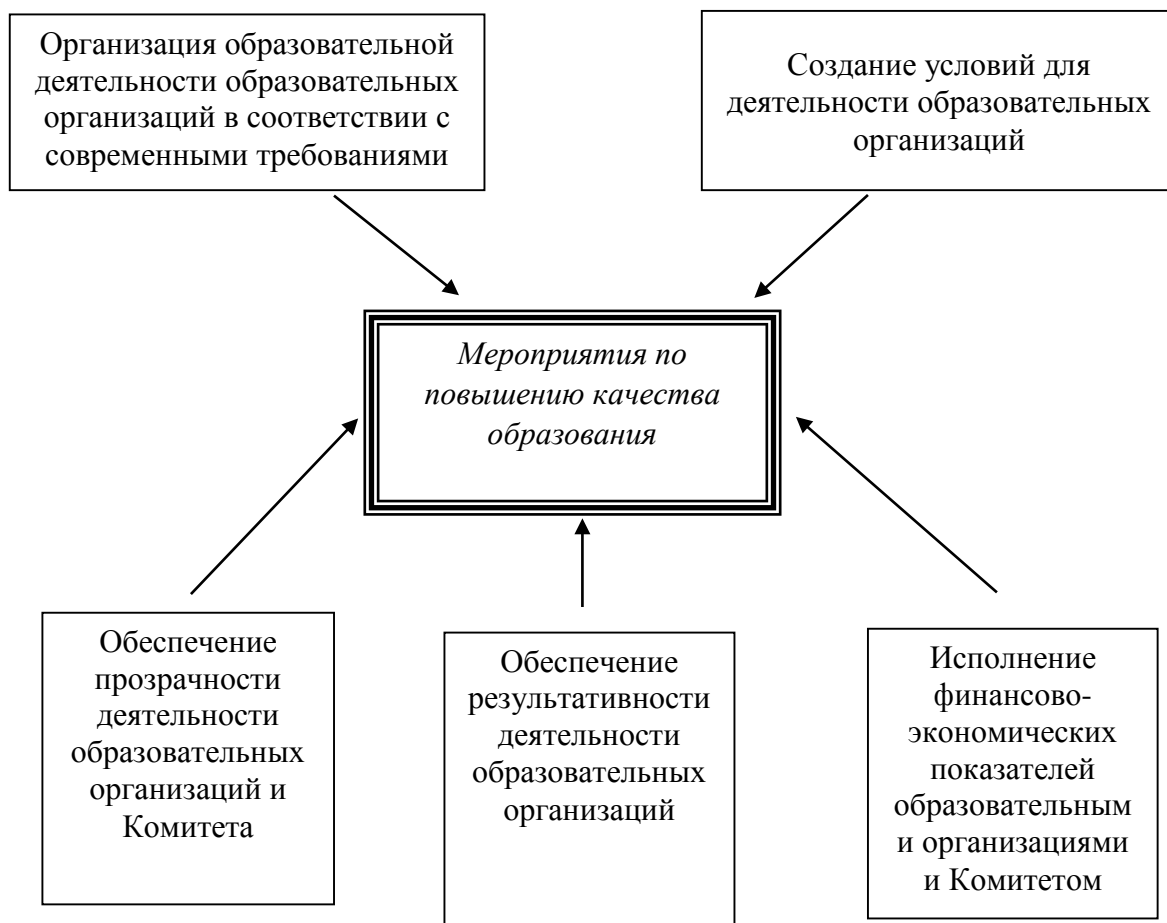 Организация образовательной
деятельности образовательных
организаций в соответствии с
современными требованиями
Создание условий для
деятельности образовательных
организаций
Мероприятия по
повышению качества
образования
Обеспечение
прозрачности
деятельности
образовательных
организаций и
Комитета
Обеспечение
результативности
деятельности
образовательных
организаций
Исполнение
финансово-
экономических
показателей
образовательным
и организациями
и Комитетом